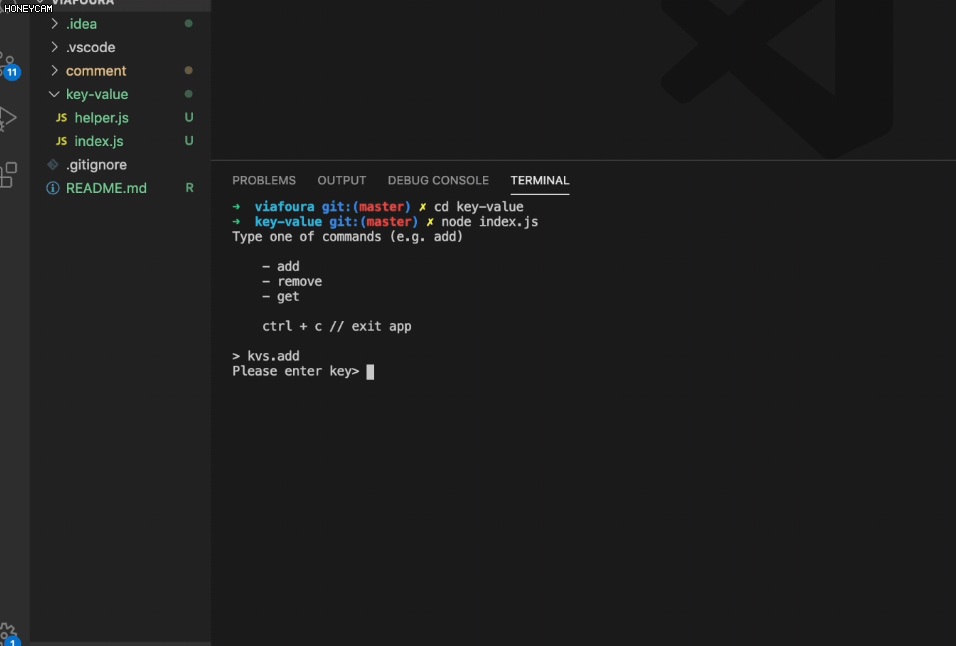 VIAFOURA
HONEYCAM
> .idea
> .vscode
> comment
key-value
JS helper.js U
JS index.js U
.gitignore
README.md R
11
1
PROBLEMS OUTPUT DEBUG CONSOLE TERMINAL
→ viafoura git:(master) ✗ cd key-value
→ key-value git:(master) ✗ node index.js
Type one of commands (e.g. add)
- add
- remove
- get
ctrl + c // exit app
> kvs.add
Please enter key>